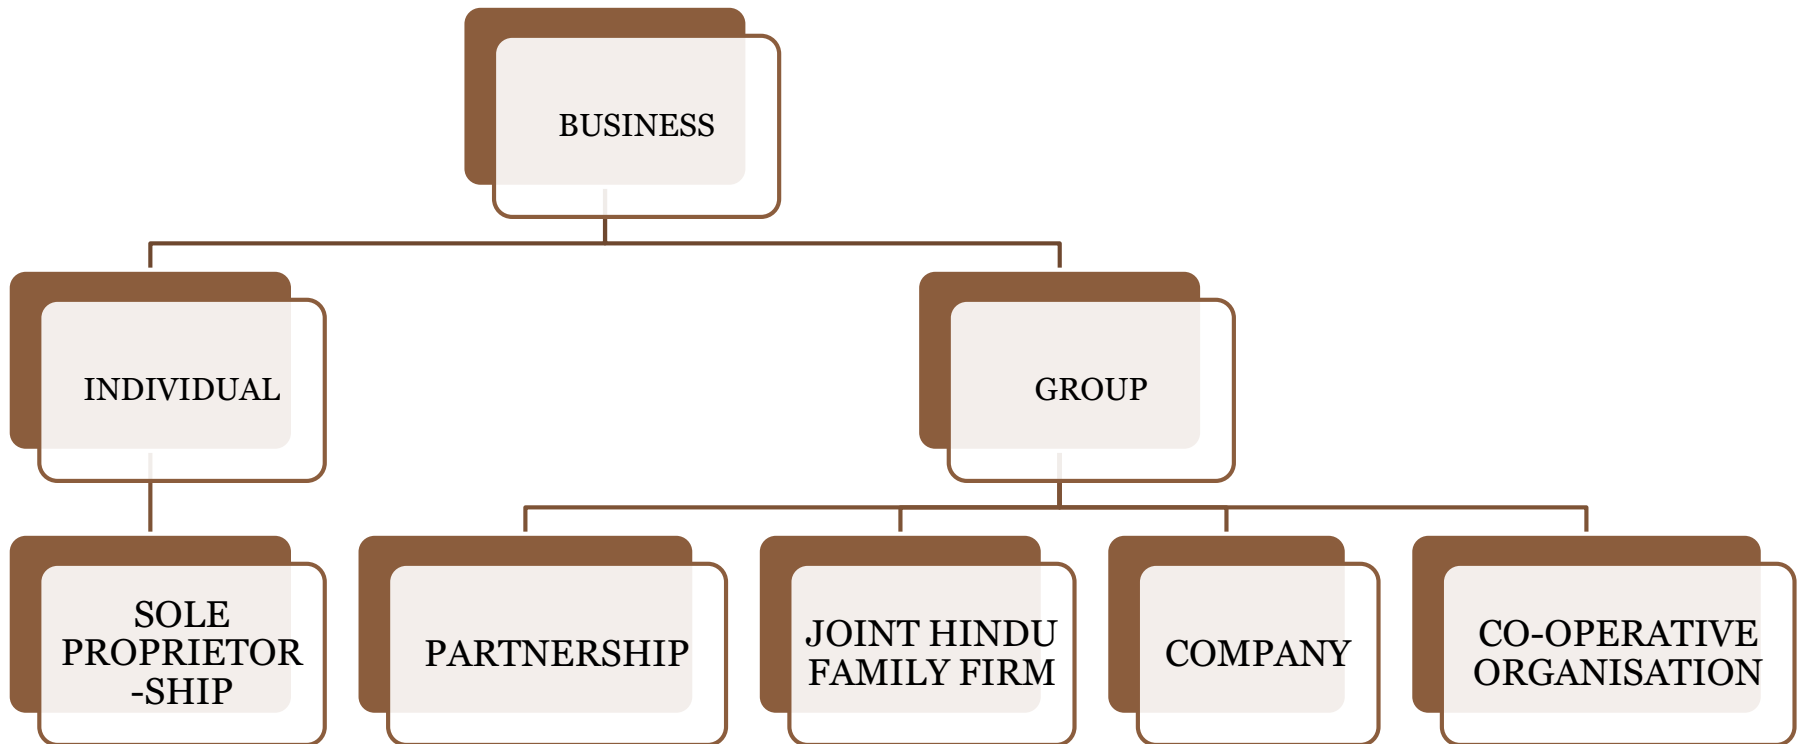 BUSINESS
INDIVIDUAL
GROUP
SOLE
PROPRIETOR
-SHIP
PARTNERSHIP
JOINT HINDU
FAMILY FIRM
COMPANY
CO-OPERATIVE
ORGANISATION